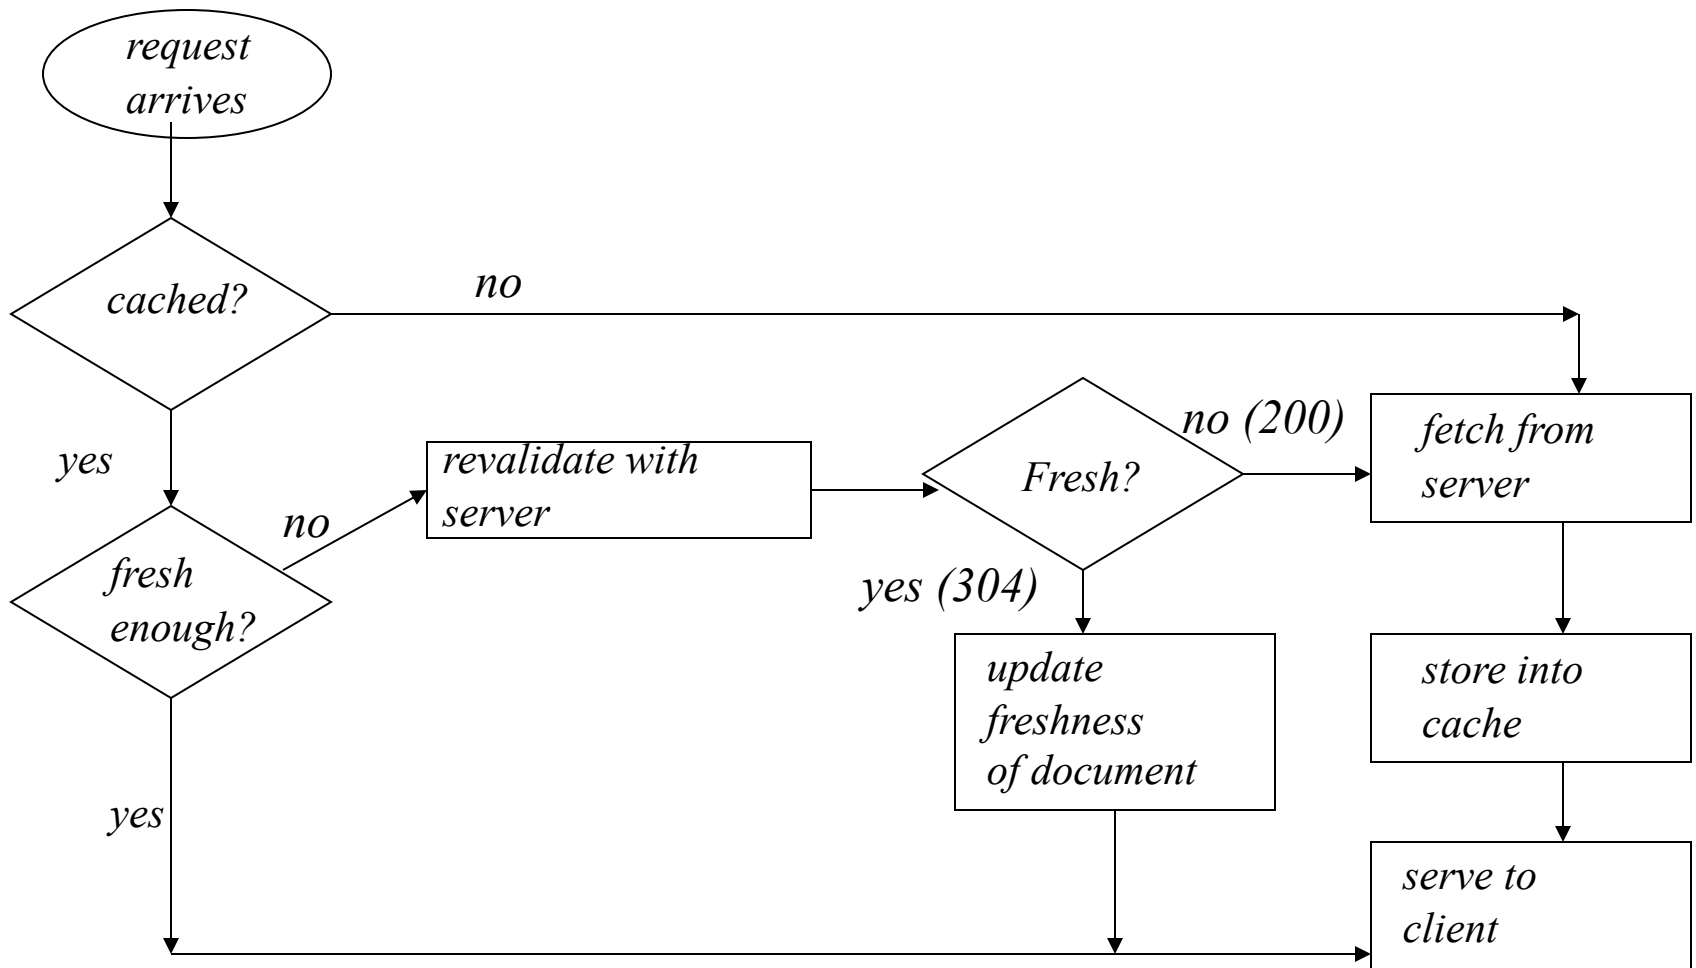 request
arrives
cached?
no
yes
no (200)
fetch from
server
revalidate with
server
Fresh?
no
fresh
enough?
yes (304)
update
freshness
of document
store into
cache
yes
serve to
client